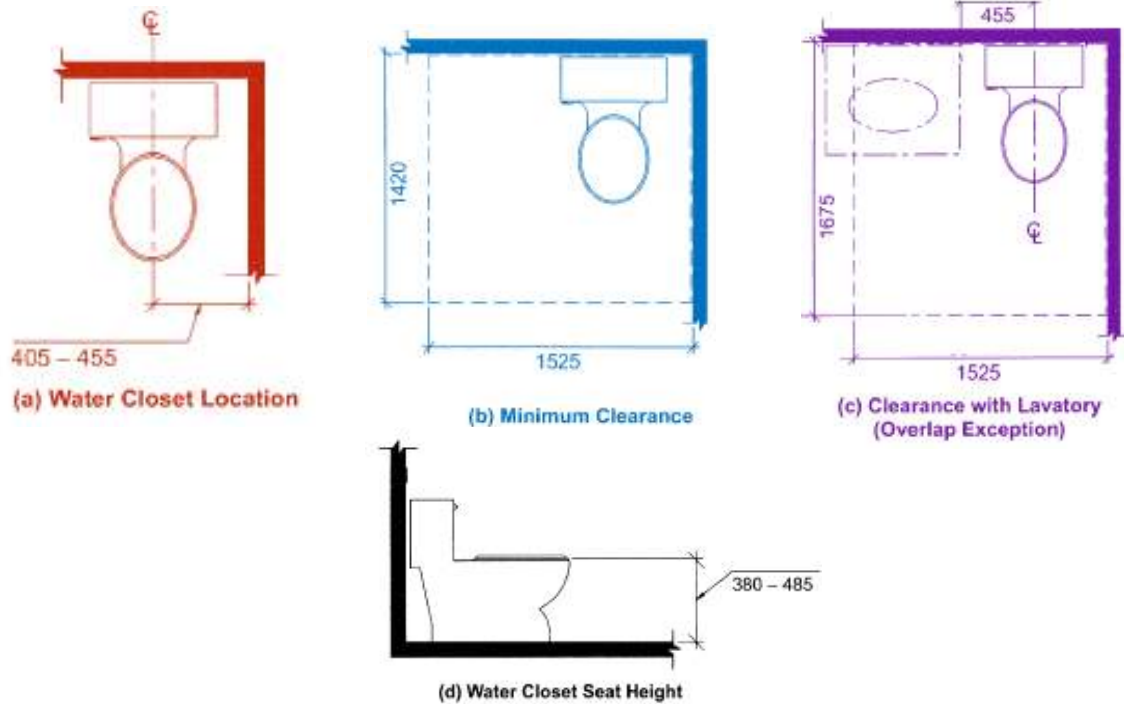 ℄
405 – 455
(a) Water Closet Location
1420
1525
(b) Minimum Clearance
455
1675
℄
1525
(c) Clearance with Lavatory
(Overlap Exception)
380 – 485
(d) Water Closet Seat Height